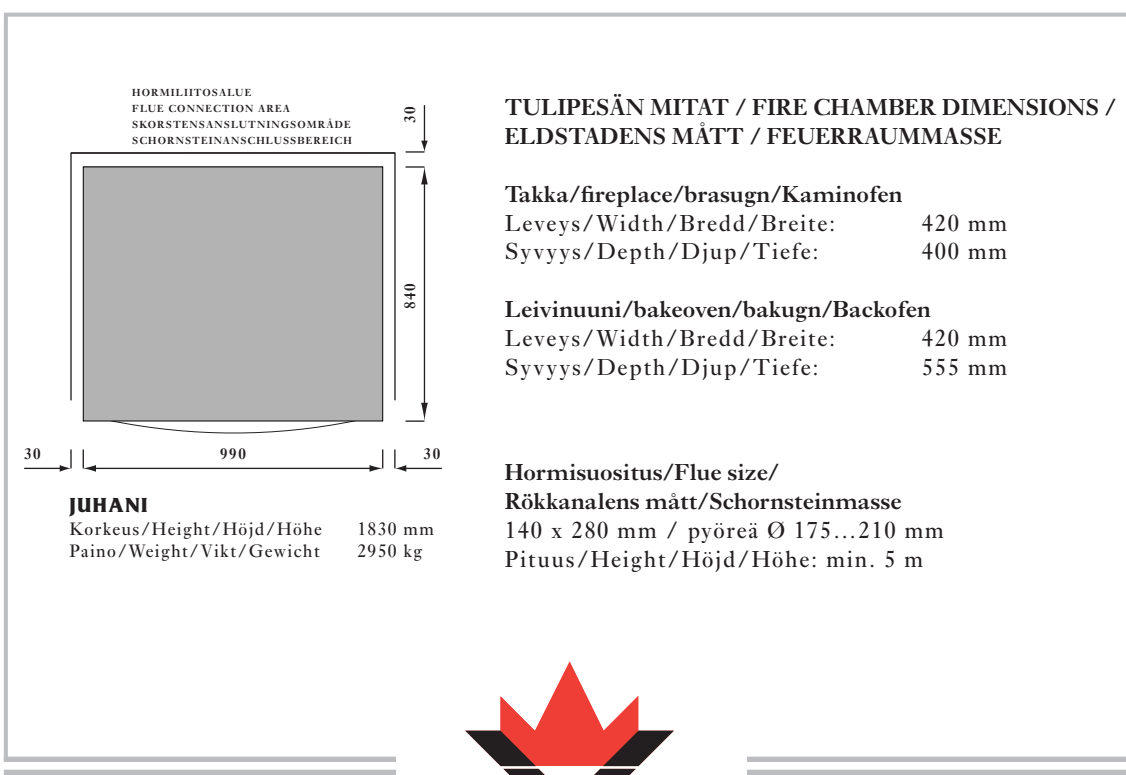 HORMILIITOSALUE
FLUE CONNECTION AREA
SKORSTENSANSLUTNINGSOMRÅDE
SCHORNSTEINANSCHLUSSBEREICH
30
840
30
990
30
JUHANI
Korkeus/Height/Höjd/Höhe 1830 mm
Paino/Weight/Vikt/Gewicht 2950 kg
TULIPESÄN MITAT / FIRE CHAMBER DIMENSIONS /
ELDSTADENS MÅTT / FEUERRAUMMASSE
Takka/fireplace/brasugn/Kaminofen
Leveys/Width/Bredd/Breite: 420 mm
Syvyys/Depth/Djup/Tiefe: 400 mm
Leivinuuni/bakeoven/bakugn/Backofen
Leveys/Width/Bredd/Breite: 420 mm
Syvyys/Depth/Djup/Tiefe: 555 mm
Hormisuositus/Flue size/
Rökkanalens mått/Schornsteinmasse
140 x 280 mm / pyöreä Ø 175...210 mm
Pituus/Height/Höjd/Höhe: min. 5 m